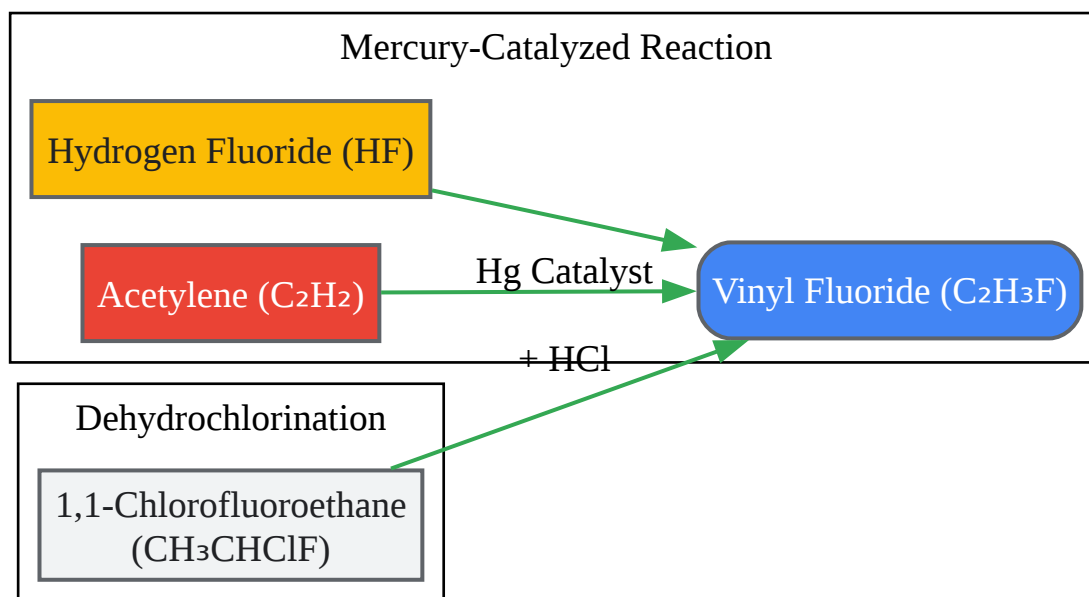 Mercury-Catalyzed Reaction
Hydrogen Fluoride (HF)
Acetylene (C₂H₂)
Hg Catalyst
Vinyl Fluoride (C₂H₃F)
+ HCl
Dehydrochlorination
1,1-Chlorofluoroethane
(CH₃CHClF)